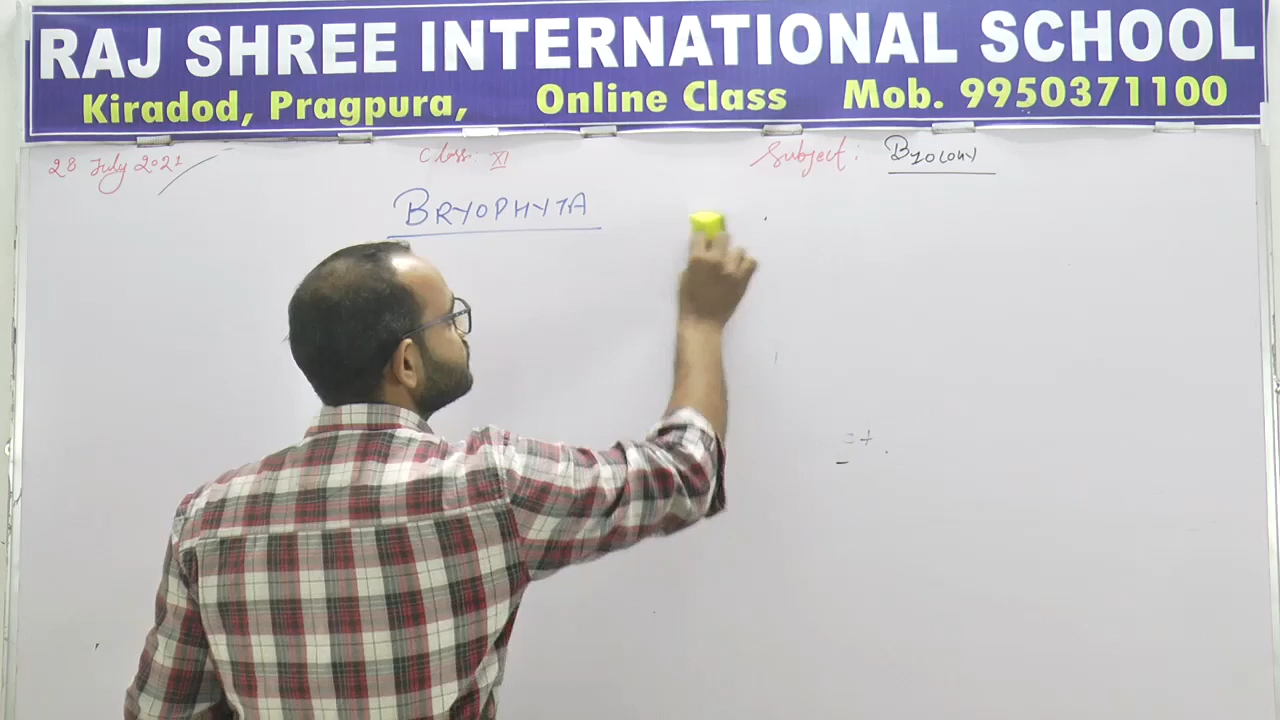 RAJ SHREE INTERNATIONAL SCHOOL
Kiradod, Pragpura, Online Class Mob. 9950371100
28 July 2021 Class: XI Subject: BIOLOGY
BRYOPHYTA
=+